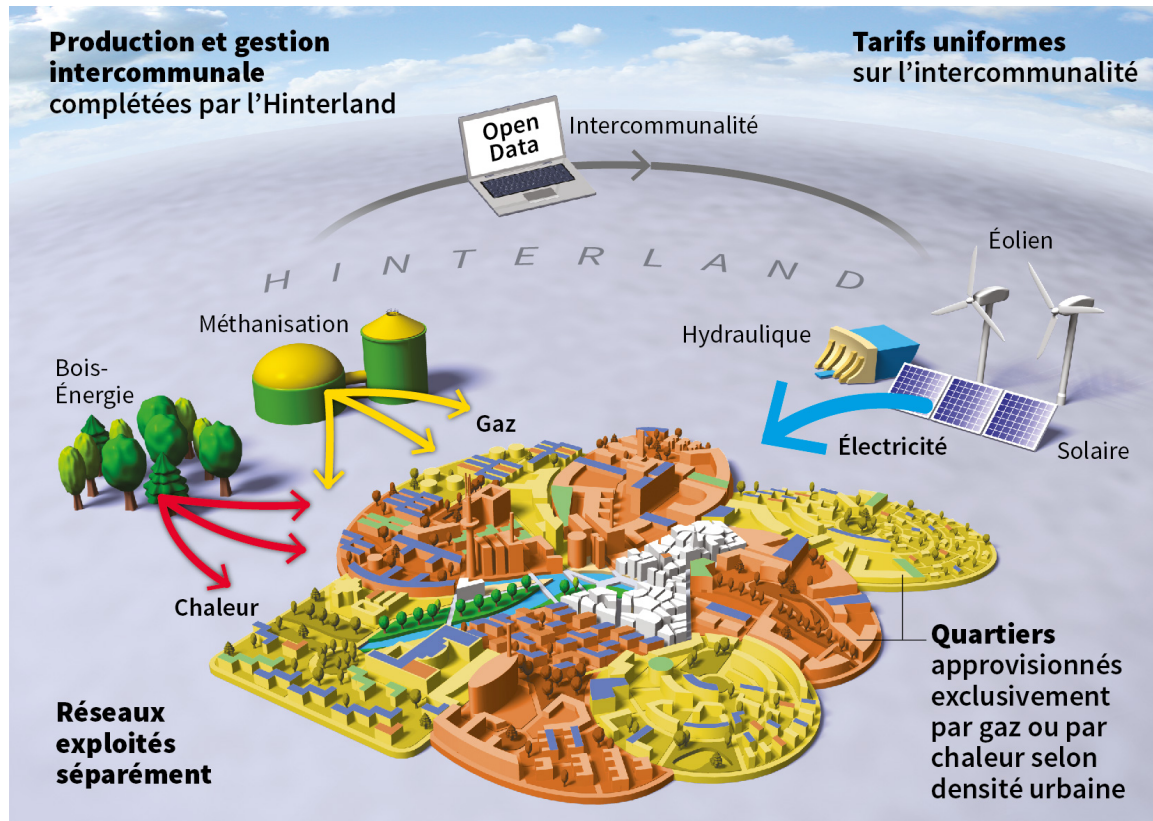 Production et gestion
intercommunale
complétées par l'Hinterland
Tarifs uniformes
sur l'intercommunalité
Open
Data
Intercommunalité
HINTERLAND
Éolien
Méthanisation
Hydraulique
Bois-
Énergie
Gaz
Électricité
Solaire
Chaleur
Quartiers
approvisionnés
exclusivement
par gaz ou par
chaleur selon
densité urbaine
Réseaux
exploités
séparément